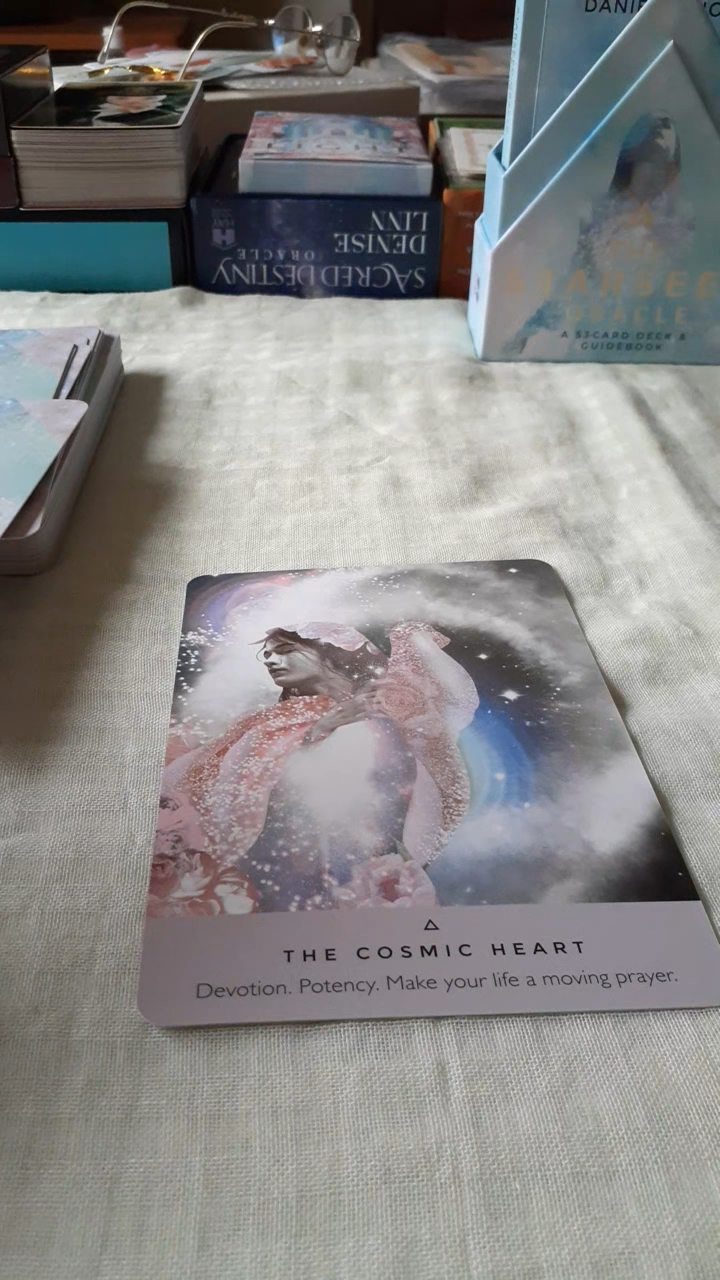 SACRED DESTINY
ORACLE
DENISE
LINN
ORACLE
A 53-CARD DECK &
GUIDEBOOK
THE COSMIC HEART
Devotion. Potency. Make your life a moving prayer.